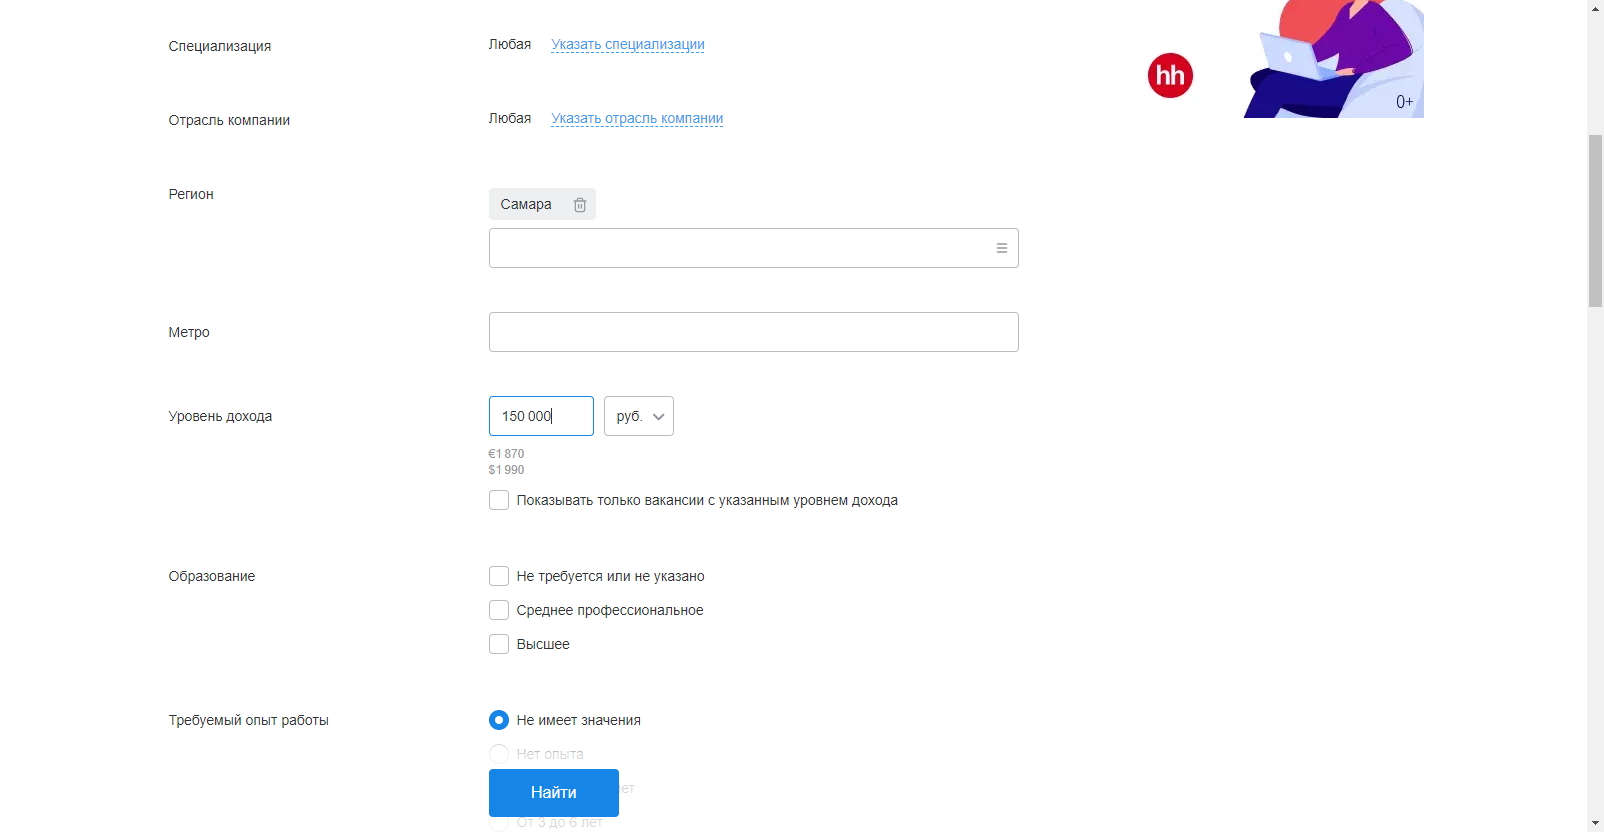 Специализация
Любая Указать специализации
hh
0+
Отрасль компании
Любая Указать отрасль компании
Регион
Самара
Метро
Уровень дохода
150 000 руб.
€1 870
$1 990
Показывать только вакансии с указанным уровнем дохода
Образование
Не требуется или не указано
Среднее профессиональное
Высшее
Требуемый опыт работы
Не имеет значения
Нет опыта
лет
Найти
От 3 до 6 лет